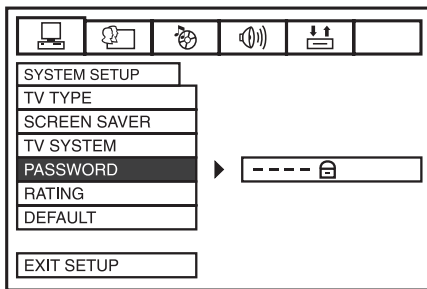 SYSTEM SETUP
TV TYPE
SCREEN SAVER
TV SYSTEM
PASSWORD
----
RATING
DEFAULT
EXIT SETUP